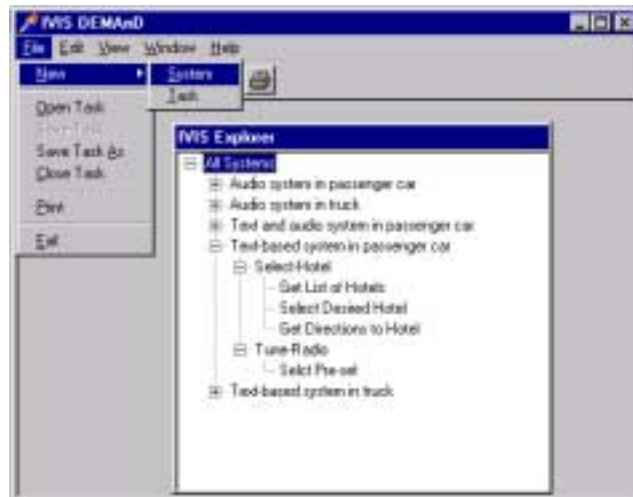 IVIS DEMAnD
File Edit View Window Help
New
System
Task
Open Task
Save Task
Save Task As
Close Task
Print
Exit
IVIS Explorer
All Systems
Audio system in passenger car
Audio system in truck
Text and audio system in passenger car
Text-based system in passenger car
Select-Hotel
Get List of Hotels
Select Desired Hotel
Get Directions to Hotel
Tune-Radio
Selct Pre-set
Text-based system in truck